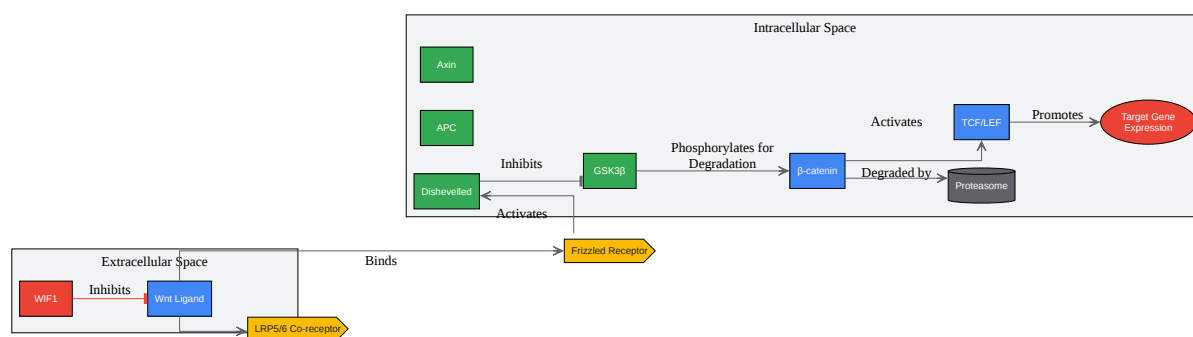 Intracellular Space
Axin
APC
Dishevelled
Inhibits
GSK3β
Phosphorylates for
Degradation
β-catenin
Activates
TCF/LEF
Promotes
Target Gene
Expression
Degraded by
Proteasome
Activates
Frizzled Receptor
Binds
Extracellular Space
WIF1
Inhibits
Wnt Ligand
LRP5/6 Co-receptor